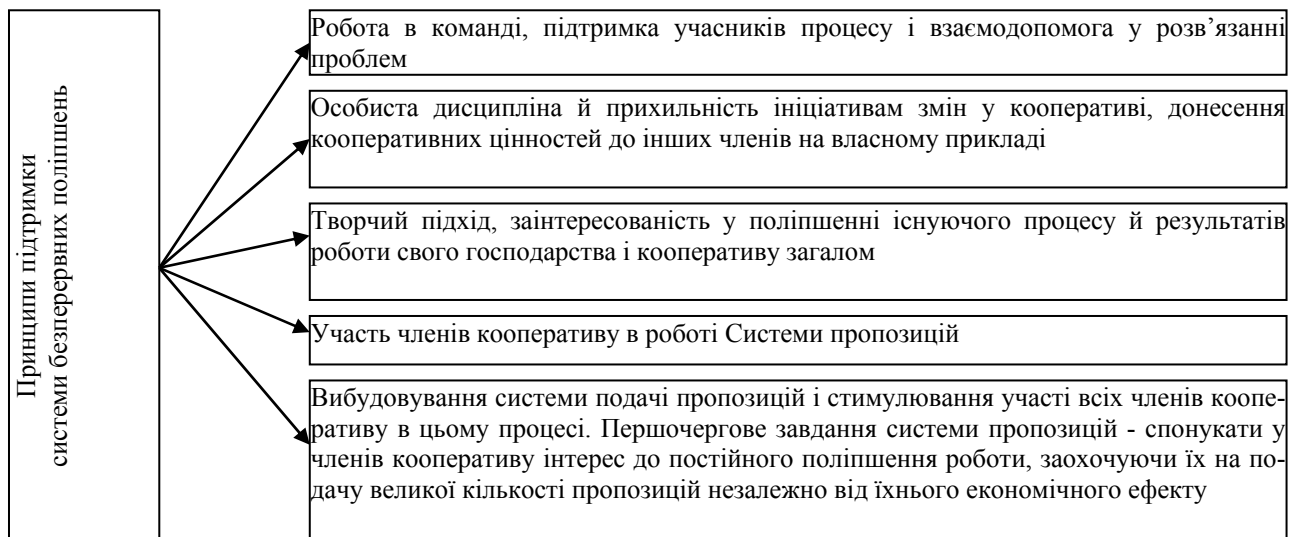 Принципи підтримки
системи безперервних поліпшень
Робота в команді, підтримка учасників процесу і взаємодопомога у розв’язанні
проблем
Особиста дисципліна й прихильність ініціативам змін у кооперативі, донесення
кооперативних цінностей до інших членів на власному прикладі
Творчий підхід, заінтересованість у поліпшенні існуючого процесу й результатів
роботи свого господарства і кооперативу загалом
Участь членів кооперативу в роботі Системи пропозицій
Вибудовування системи подачі пропозицій і стимулювання участі всіх членів коопе-
ративу в цьому процесі. Першочергове завдання системи пропозицій - спонукати у
членів кооперативу інтерес до постійного поліпшення роботи, заохочуючи їх на по-
дачу великої кількості пропозицій незалежно від їхнього економічного ефекту